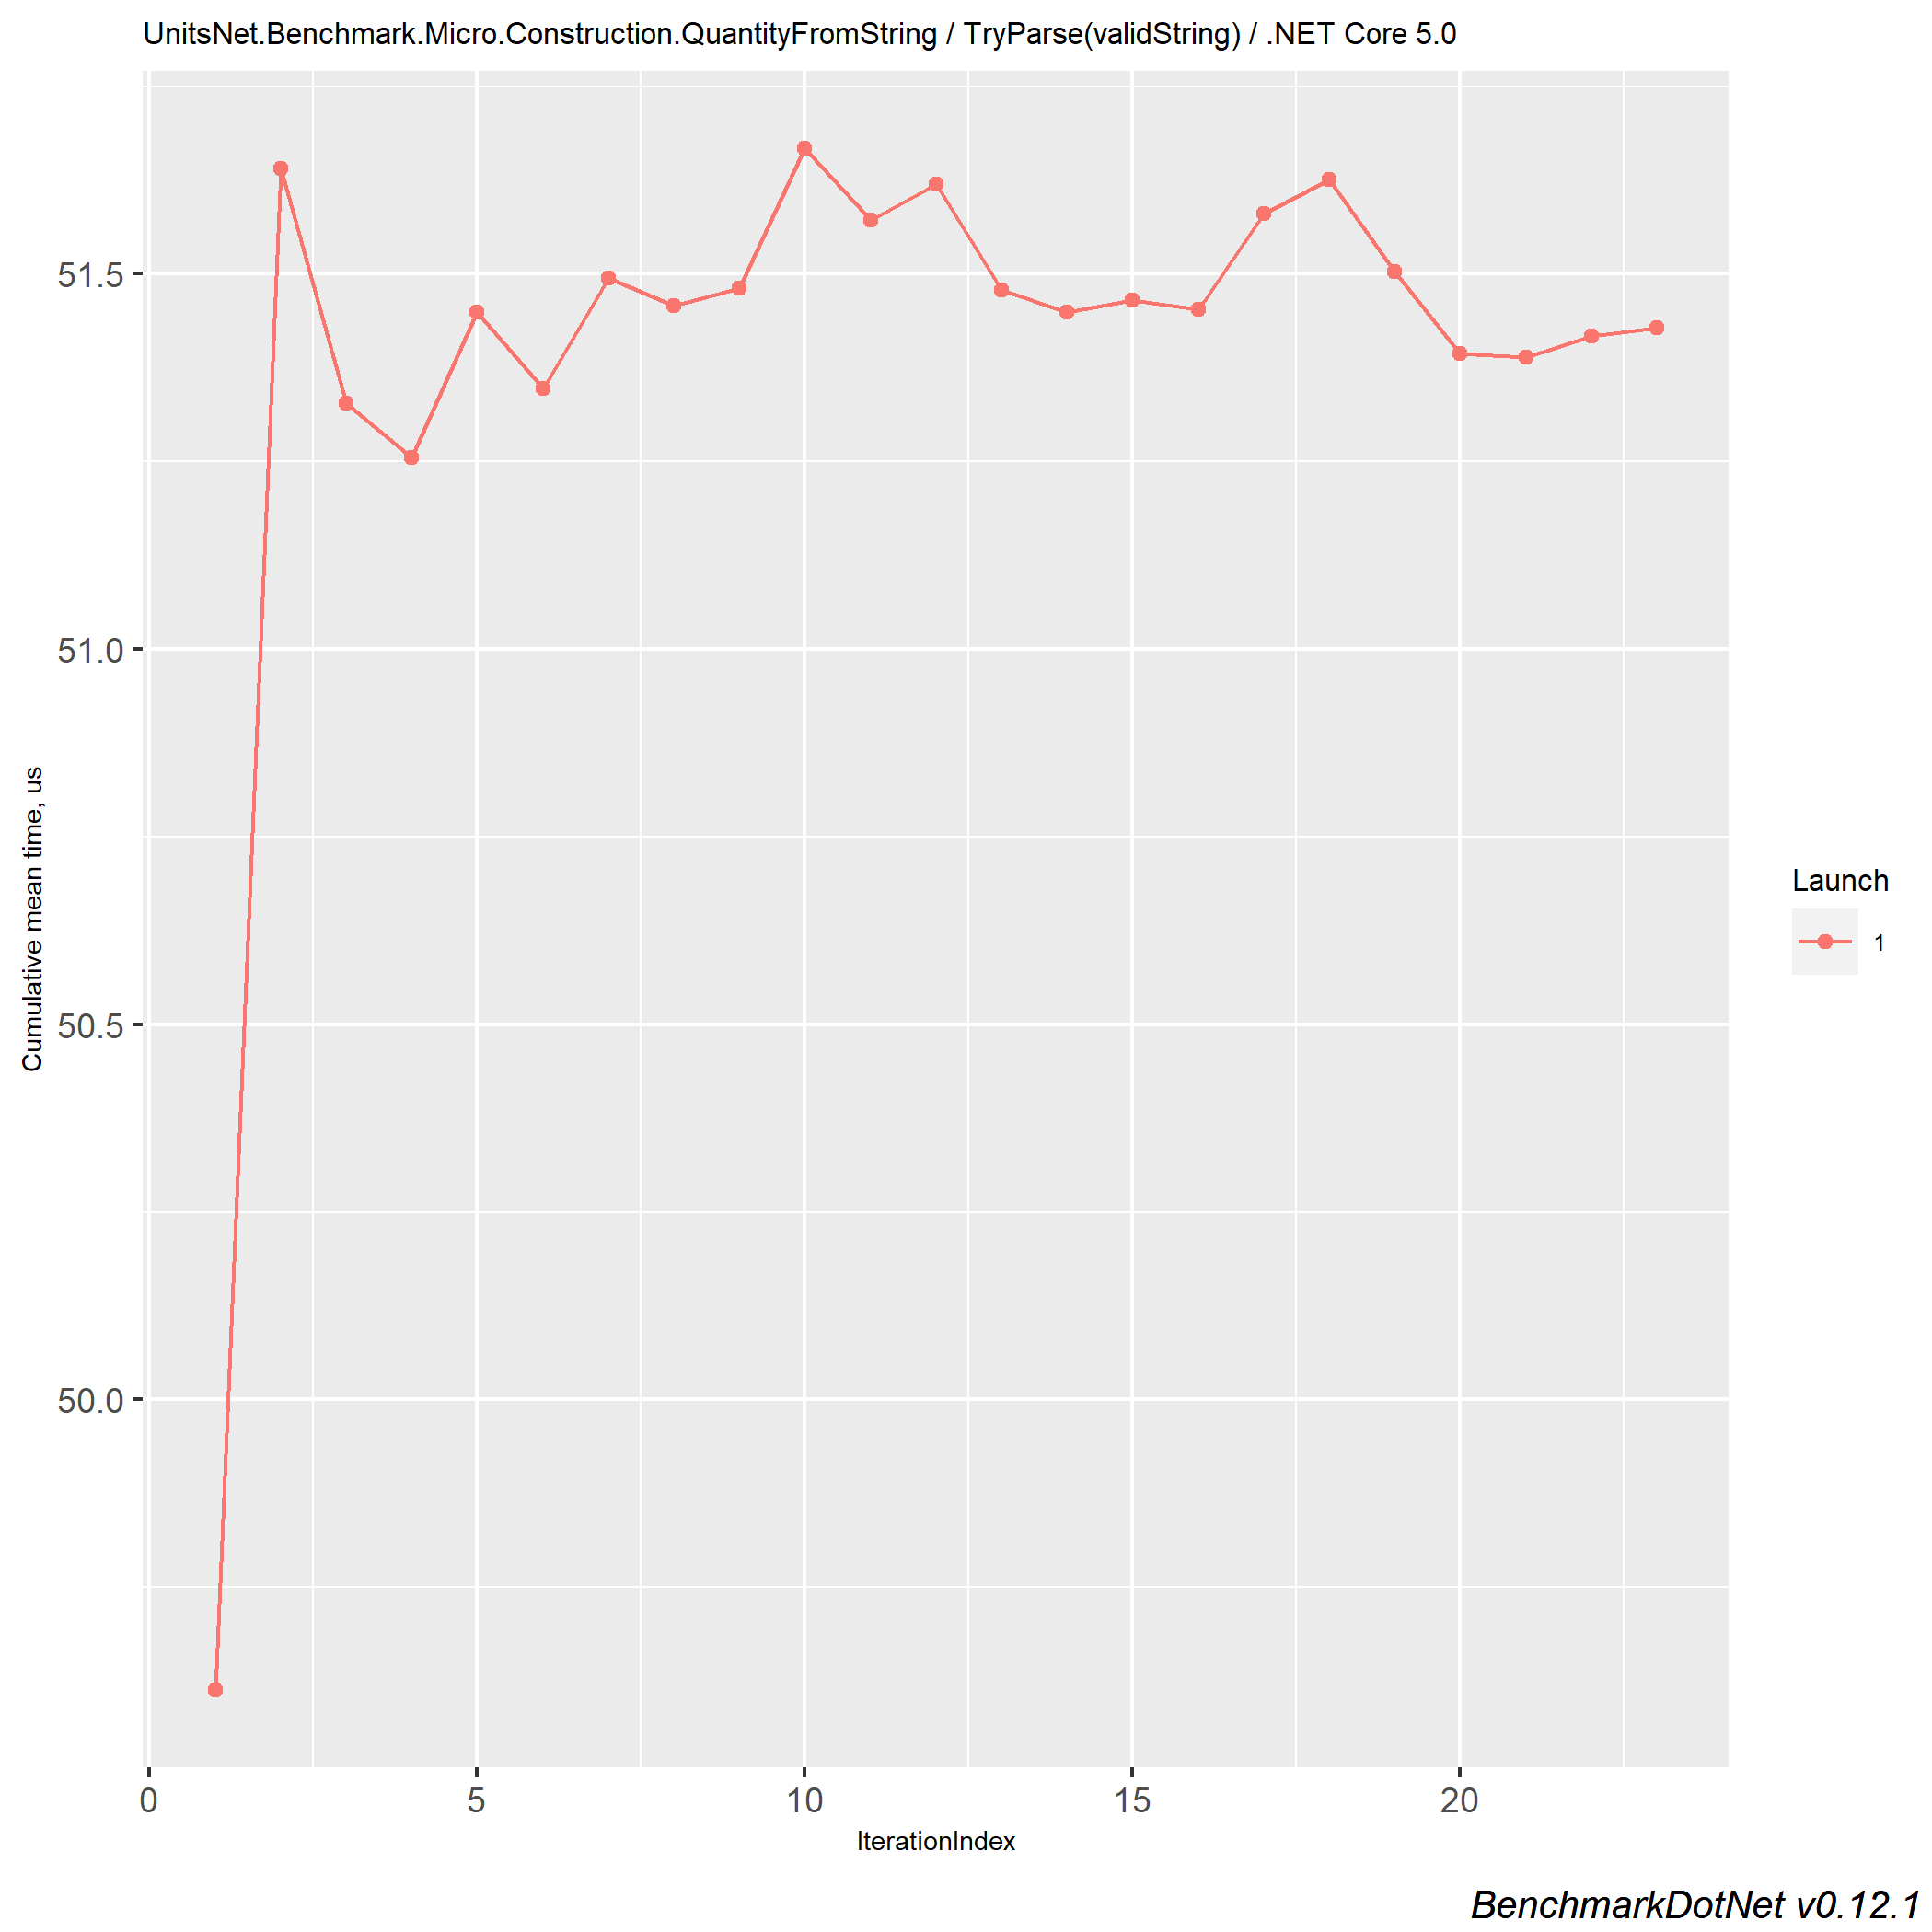 UnitsNet.Benchmark.Micro.Construction.QuantityFromString / TryParse(validString) / .NET Core 5.0
Cumulative mean time, us
51.5
51.0
50.5
50.0
0 5 10 15 20
IterationIndex
Launch
1
BenchmarkDotNet v0.12.1